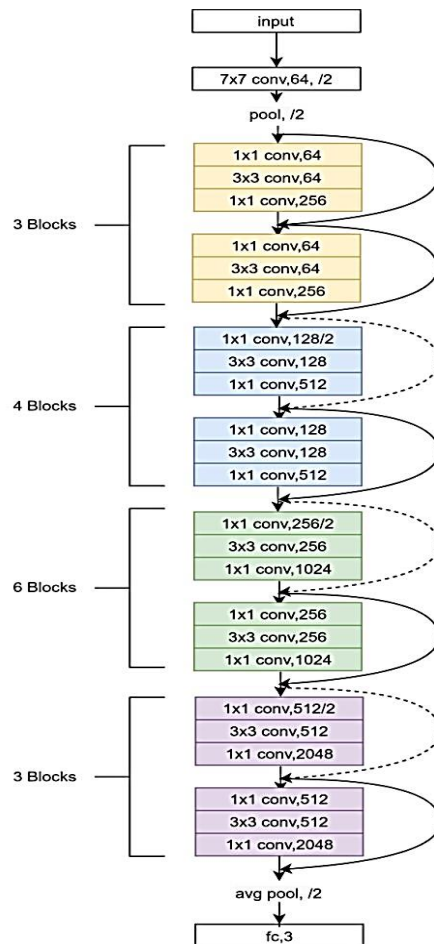 input
7x7 conv,64, /2
pool, /2
3 Blocks
1x1 conv,64
3x3 conv,64
1x1 conv,256
1x1 conv,64
3x3 conv,64
1x1 conv,256
4 Blocks
1x1 conv,128/2
3x3 conv,128
1x1 conv,512
1x1 conv,128
3x3 conv,128
1x1 conv,512
6 Blocks
1x1 conv,256/2
3x3 conv,256
1x1 conv,1024
1x1 conv,256
3x3 conv,256
1x1 conv,1024
3 Blocks
1x1 conv,512/2
3x3 conv,512
1x1 conv,2048
1x1 conv,512
3x3 conv,512
1x1 conv,2048
avg pool, /2
fc,3